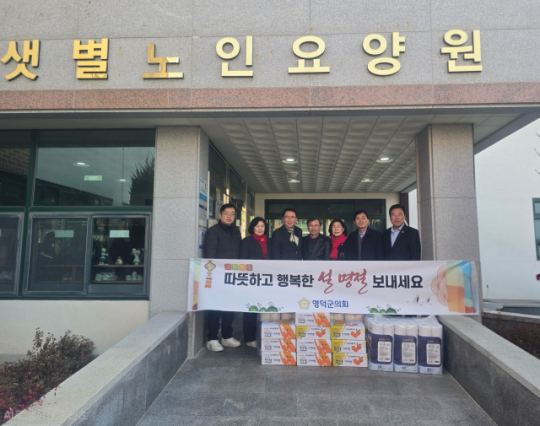 샛별노인요양원
따뜻하고 행복한 설 명절 보내세요
영덕군의회